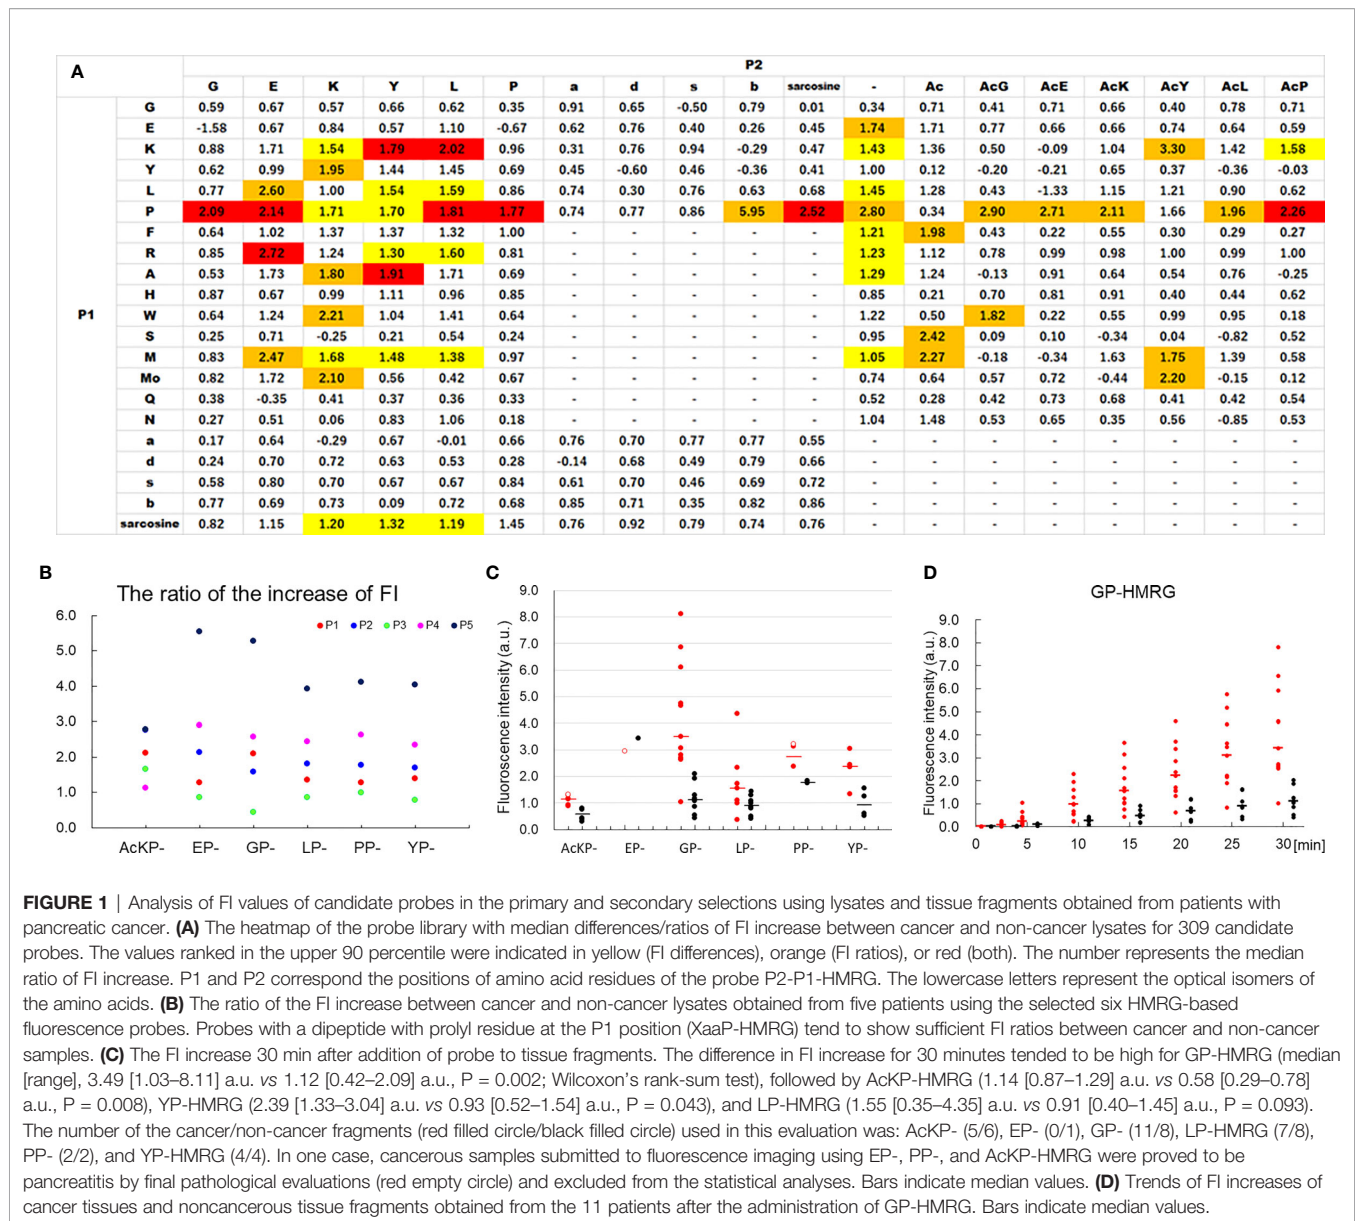 A
P2
G E K Y L P a d s b sarcosine - Ac AcG AcE AcK AcY AcL AcP
G 0.59 0.67 0.57 0.66 0.62 0.35 0.91 0.65 -0.50 0.79 0.01 0.34 0.71 0.41 0.71 0.66 0.40 0.78 0.71
E -1.58 0.67 0.84 0.57 1.10 -0.67 0.62 0.76 0.40 0.26 0.45 1.74 1.71 0.77 0.66 0.66 0.74 0.64 0.59
K 0.88 1.71 1.54 1.79 2.02 0.96 0.31 0.76 0.94 -0.29 0.47 1.43 1.36 0.50 -0.09 1.04 3.30 1.42 1.58
Y 0.62 0.99 1.95 1.44 1.45 0.69 0.45 -0.60 0.46 -0.36 0.41 1.00 0.12 -0.20 -0.21 0.65 0.37 -0.36 -0.03
L 0.77 2.60 1.00 1.54 1.59 0.86 0.74 0.30 0.76 0.63 0.68 1.45 1.28 0.43 -1.33 1.15 1.21 0.90 0.62
P 2.09 2.14 1.71 1.70 1.81 1.77 0.74 0.77 0.86 5.95 2.52 2.80 0.34 2.90 2.71 2.11 1.66 1.96 2.26
F 0.64 1.02 1.37 1.37 1.32 1.00 - - - - - 1.21 1.98 0.43 0.22 0.55 0.30 0.29 0.27
R 0.85 2.72 1.24 1.30 1.60 0.81 - - - - - 1.23 1.12 0.78 0.99 0.98 1.00 0.99 1.00
A 0.53 1.73 1.80 1.91 1.71 0.69 - - - - - 1.29 1.24 -0.13 0.91 0.64 0.54 0.76 -0.25
H 0.87 0.67 0.99 1.11 0.96 0.85 - - - - - 0.85 0.21 0.70 0.81 0.91 0.40 0.44 0.62
P1 W 0.64 1.24 2.21 1.04 1.41 0.64 - - - - - 1.22 0.50 1.82 0.22 0.55 0.99 0.95 0.18
S 0.25 0.71 -0.25 0.21 0.54 0.24 - - - - - 0.95 2.42 0.09 0.10 -0.34 0.04 -0.82 0.52
M 0.83 2.47 1.68 1.48 1.38 0.97 - - - - - 1.05 2.27 -0.18 -0.34 1.63 1.75 1.39 0.58
Mo 0.82 1.72 2.10 0.56 0.42 0.67 - - - - - 0.74 0.64 0.57 0.72 -0.44 2.20 -0.15 0.12
Q 0.38 -0.35 0.41 0.37 0.36 0.33 - - - - - 0.52 0.28 0.42 0.73 0.68 0.41 0.42 0.54
N 0.27 0.51 0.06 0.83 1.06 0.18 - - - - - 1.04 1.48 0.53 0.65 0.35 0.56 -0.85 0.53
a 0.17 0.64 -0.29 0.67 -0.01 0.66 0.76 0.70 0.77 0.77 0.55 - - - - - - - -
d 0.24 0.70 0.72 0.63 0.53 0.28 -0.14 0.68 0.49 0.79 0.66 - - - - - - - -
s 0.58 0.80 0.70 0.67 0.67 0.84 0.61 0.70 0.46 0.69 0.72 - - - - - - - -
b 0.77 0.69 0.73 0.09 0.72 0.68 0.85 0.71 0.35 0.82 0.86 - - - - - - - -
sarcosine 0.82 1.15 1.20 1.32 1.19 1.45 0.76 0.92 0.79 0.74 0.76 - - - - - - - -
B
The ratio of the increase of FI
P1 P2 P3 P4 P5
6.0
5.0
4.0
3.0
2.0
1.0
0.0
AcKP- EP- GP- LP- PP- YP-
C
Fluoroscence intensity (a.u.)
9.0
8.0
7.0
6.0
5.0
4.0
3.0
2.0
1.0
0.0
AcKP- EP- GP- LP- PP- YP-
D
GP-HMRG
Fluorescence intensity (a.u.)
9.0
8.0
7.0
6.0
5.0
4.0
3.0
2.0
1.0
0.0
0 5 10 15 20 25 30 [min]
FIGURE 1 | Analysis of FI values of candidate probes in the primary and secondary selections using lysates and tissue fragments obtained from patients with
pancreatic cancer. (A) The heatmap of the probe library with median differences/ratios of FI increase between cancer and non-cancer lysates for 309 candidate
probes. The values ranked in the upper 90 percentile were indicated in yellow (FI differences), orange (FI ratios), or red (both). The number represents the median
ratio of FI increase. P1 and P2 correspond the positions of amino acid residues of the probe P2-P1-HMRG. The lowercase letters represent the optical isomers of
the amino acids. (B) The ratio of the FI increase between cancer and non-cancer lysates obtained from five patients using the selected six HMRG-based
fluorescence probes. Probes with a dipeptide with prolyl residue at the P1 position (XaaP-HMRG) tend to show sufficient FI ratios between cancer and non-cancer
samples. (C) The FI increase 30 min after addition of probe to tissue fragments. The difference in FI increase for 30 minutes tended to be high for GP-HMRG (median
[range], 3.49 [1.03–8.11] a.u. vs 1.12 [0.42–2.09] a.u., P = 0.002; Wilcoxon's rank-sum test), followed by AcKP-HMRG (1.14 [0.87–1.29] a.u. vs 0.58 [0.29–0.78]
a.u., P = 0.008), YP-HMRG (2.39 [1.33–3.04] a.u. vs 0.93 [0.52–1.54] a.u., P = 0.043), and LP-HMRG (1.55 [0.35–4.35] a.u. vs 0.91 [0.40–1.45] a.u., P = 0.093).
The number of the cancer/non-cancer fragments (red filled circle/black filled circle) used in this evaluation was: AcKP- (5/6), EP- (0/1), GP- (11/8), LP-HMRG (7/8),
PP- (2/2), and YP-HMRG (4/4). In one case, cancerous samples submitted to fluorescence imaging using EP-, PP-, and AcKP-HMRG were proved to be
pancreatitis by final pathological evaluations (red empty circle) and excluded from the statistical analyses. Bars indicate median values. (D) Trends of FI increases of
cancer tissues and noncancerous tissue fragments obtained from the 11 patients after the administration of GP-HMRG. Bars indicate median values.